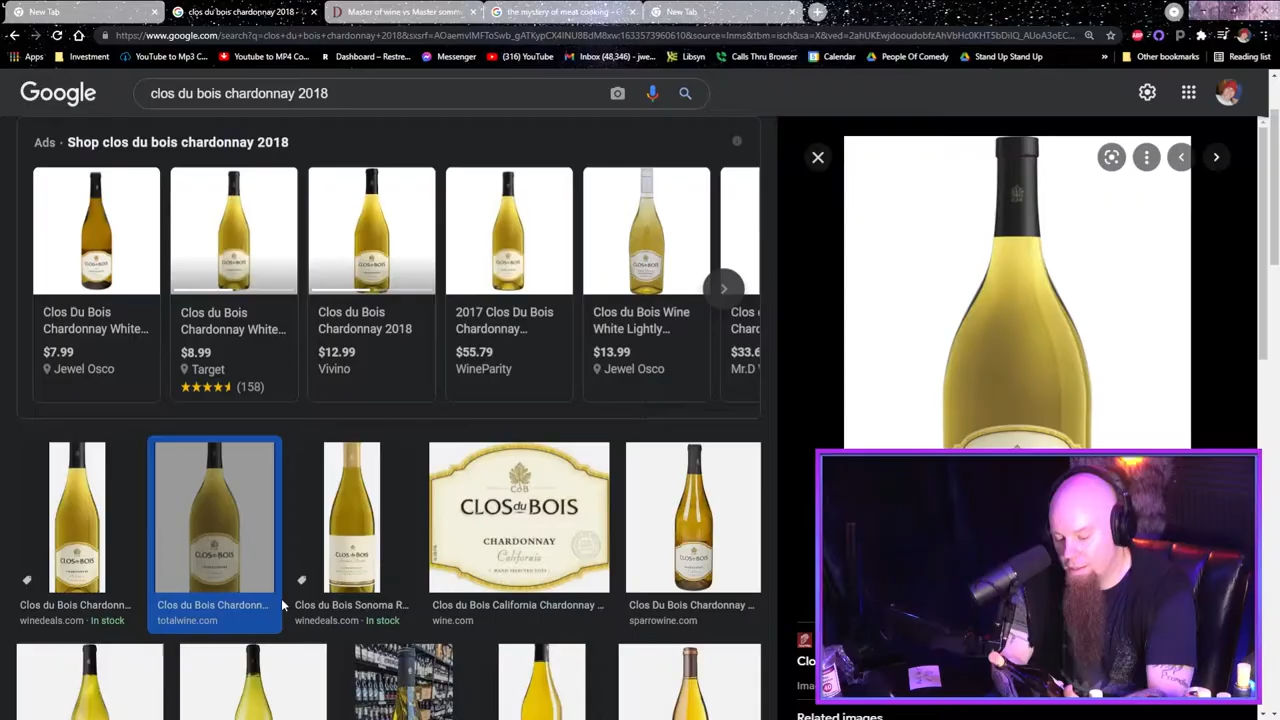 New Tab
clos du bois chardonnay 2018 -
Master of wine vs Master somm
the mystery of meat cooking -
New Tab
Apps
Investment
YouTube to Mp3 C...
Youtube to MP4 Co...
Dashboard – Restre...
Messenger
(316) YouTube
Inbox (48,346) - jwe...
Libsyn
Calls Thru Browser
Calendar
People Of Comedy
Stand Up Stand Up
Other bookmarks
Reading list
Google
clos du bois chardonnay 2018
Ads · Shop clos du bois chardonnay 2018
Clos Du Bois
Chardonnay White...
$7.99
Jewel Osco
Clos du Bois
Chardonnay White...
$8.99
Target
(158)
Clos du Bois
Chardonnay 2018
$12.99
Vivino
2017 Clos Du Bois
Chardonnay...
$55.79
WineParity
Clos du Bois Wine
White Lightly...
$13.99
Jewel Osco
Clos
Char
$33.6
Mr.D
CLOS du BOIS
CHARDONNAY
California
Clos du Bois Chardonn...
winedeals.com · In stock
Clos du Bois Chardonn...
totalwine.com
Clos du Bois Sonoma R...
winedeals.com · In stock
Clos du Bois California Chardonnay ...
wine.com
Clos Du Bois Chardonnay ...
sparrowine.com
Clo
Ima
Related images